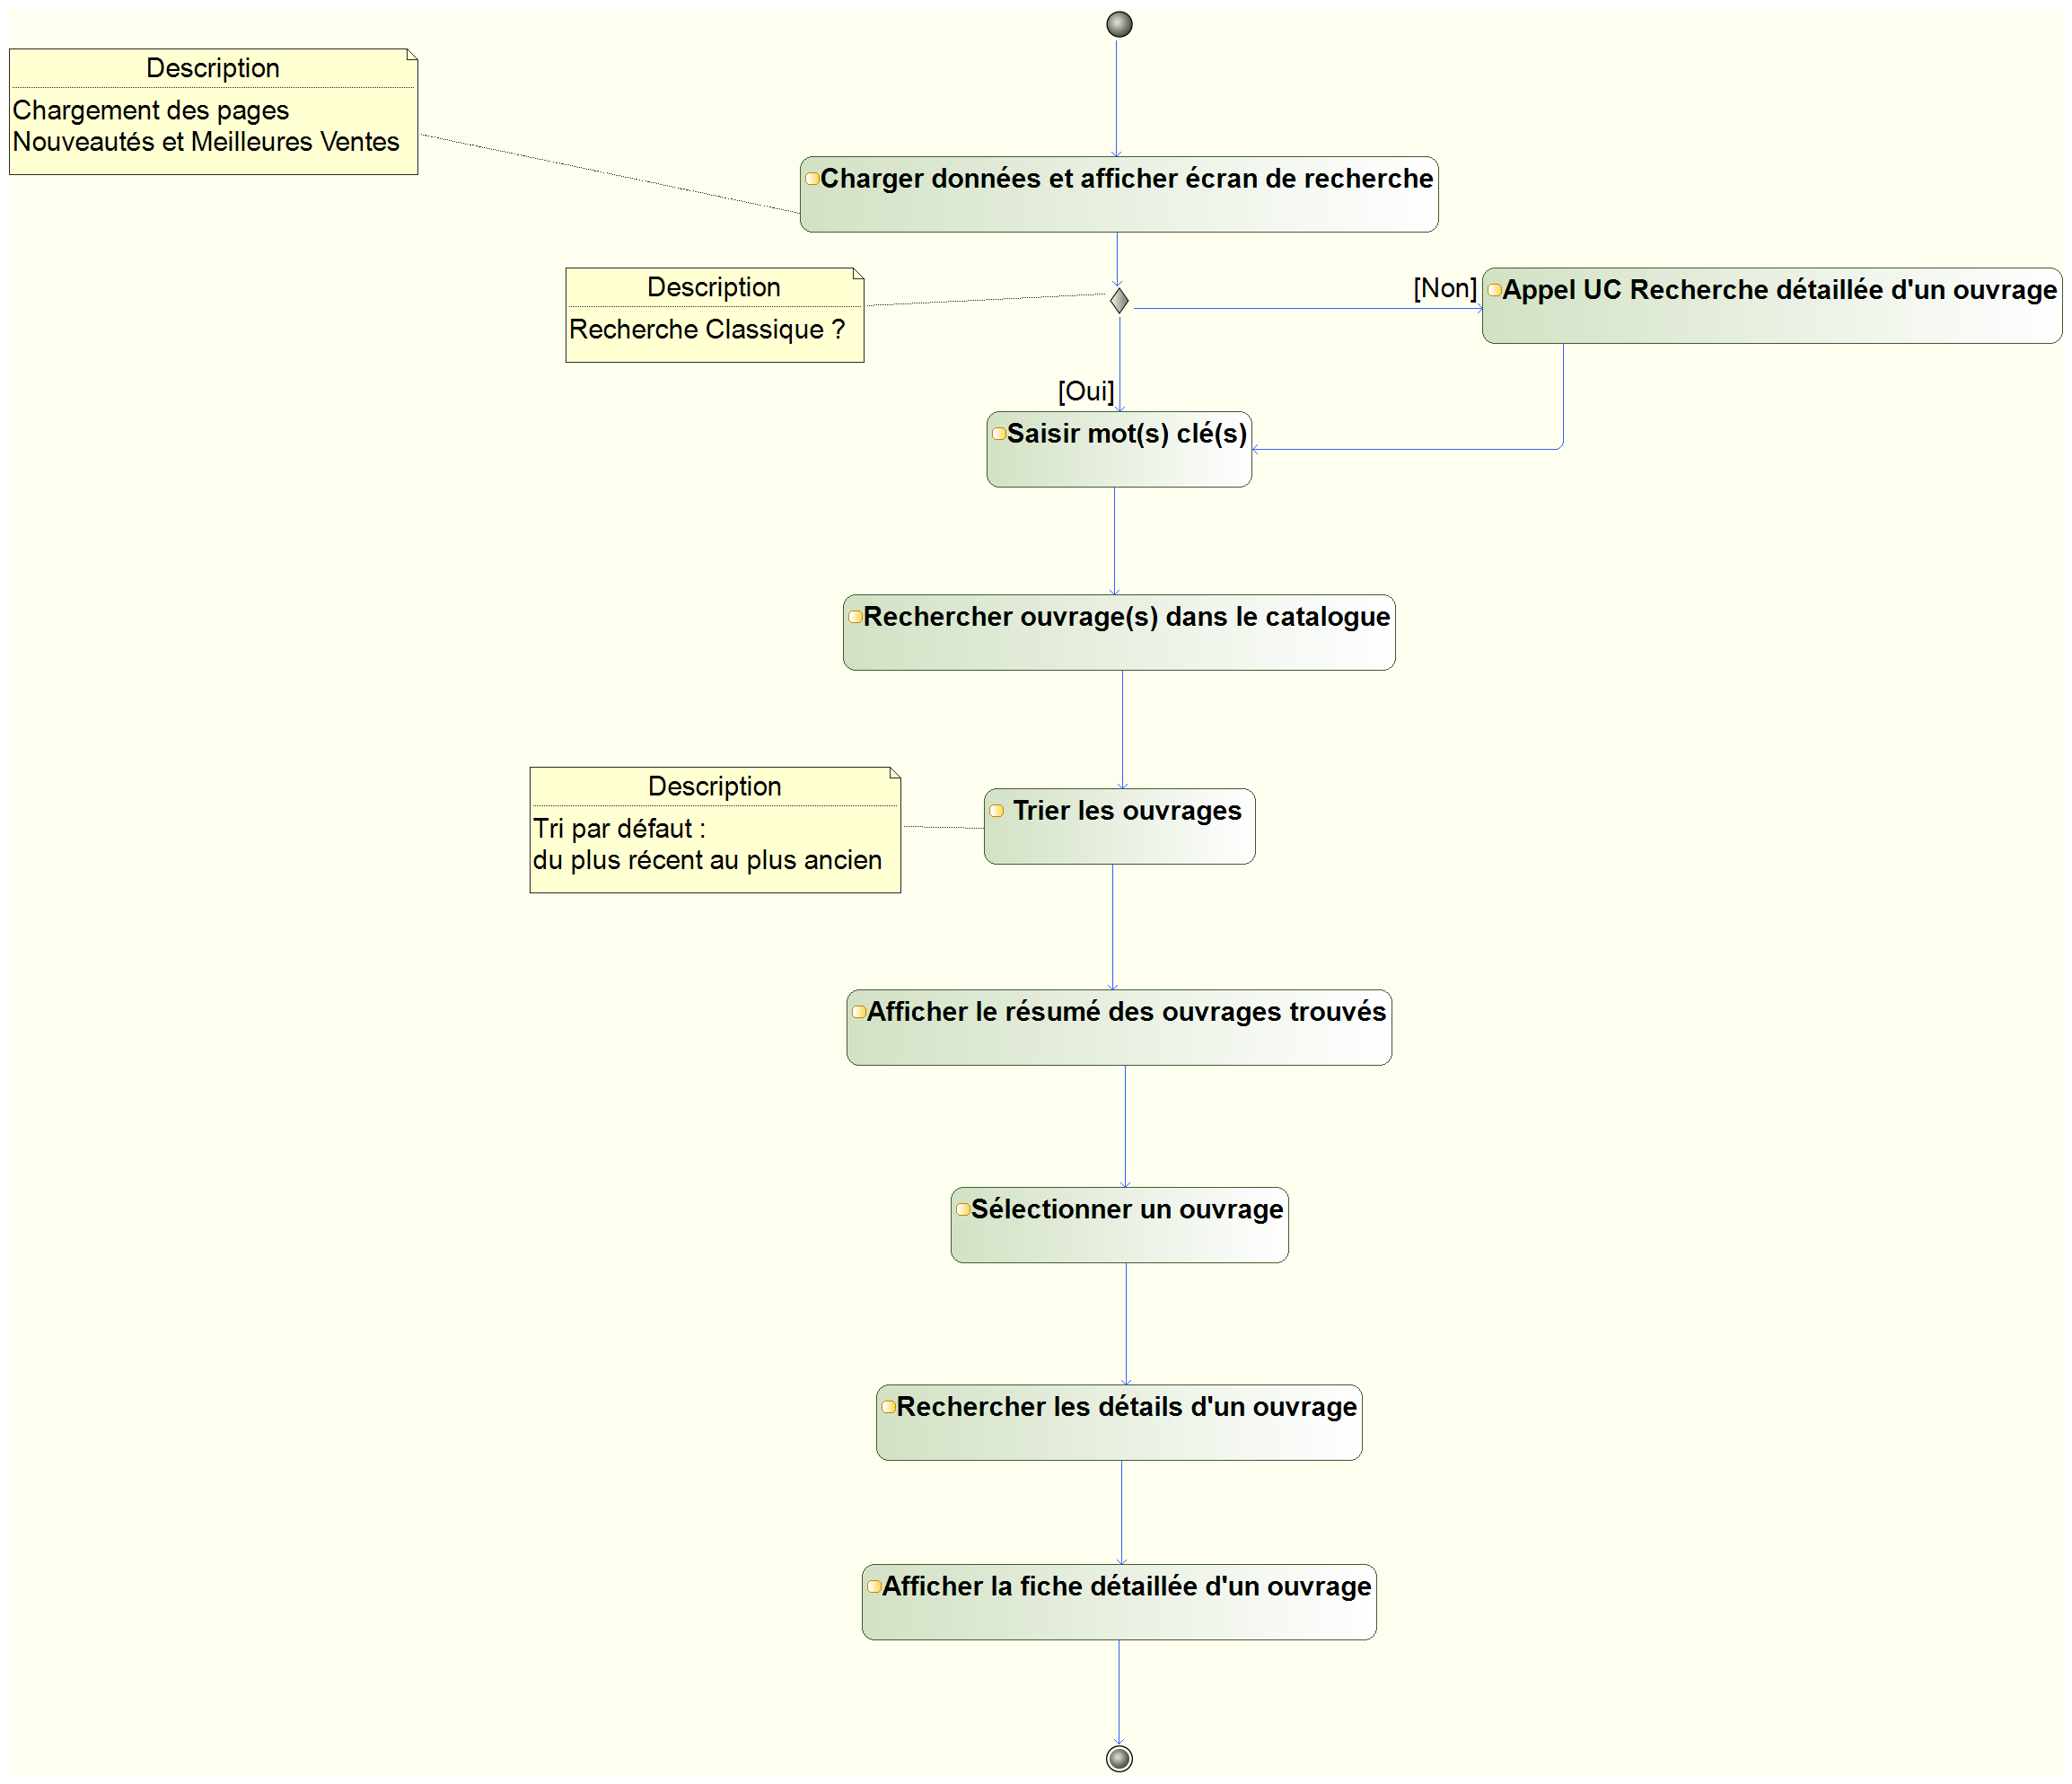 Description
Chargement des pages
Nouveautés et Meilleures Ventes
Charger données et afficher écran de recherche
Description
Recherche Classique ?
[Non]
Appel UC Recherche détaillée d'un ouvrage
[Oui]
Saisir mot(s) clé(s)
Rechercher ouvrage(s) dans le catalogue
Description
Tri par défaut :
du plus récent au plus ancien
Trier les ouvrages
Afficher le résumé des ouvrages trouvés
Sélectionner un ouvrage
Rechercher les détails d'un ouvrage
Afficher la fiche détaillée d'un ouvrage